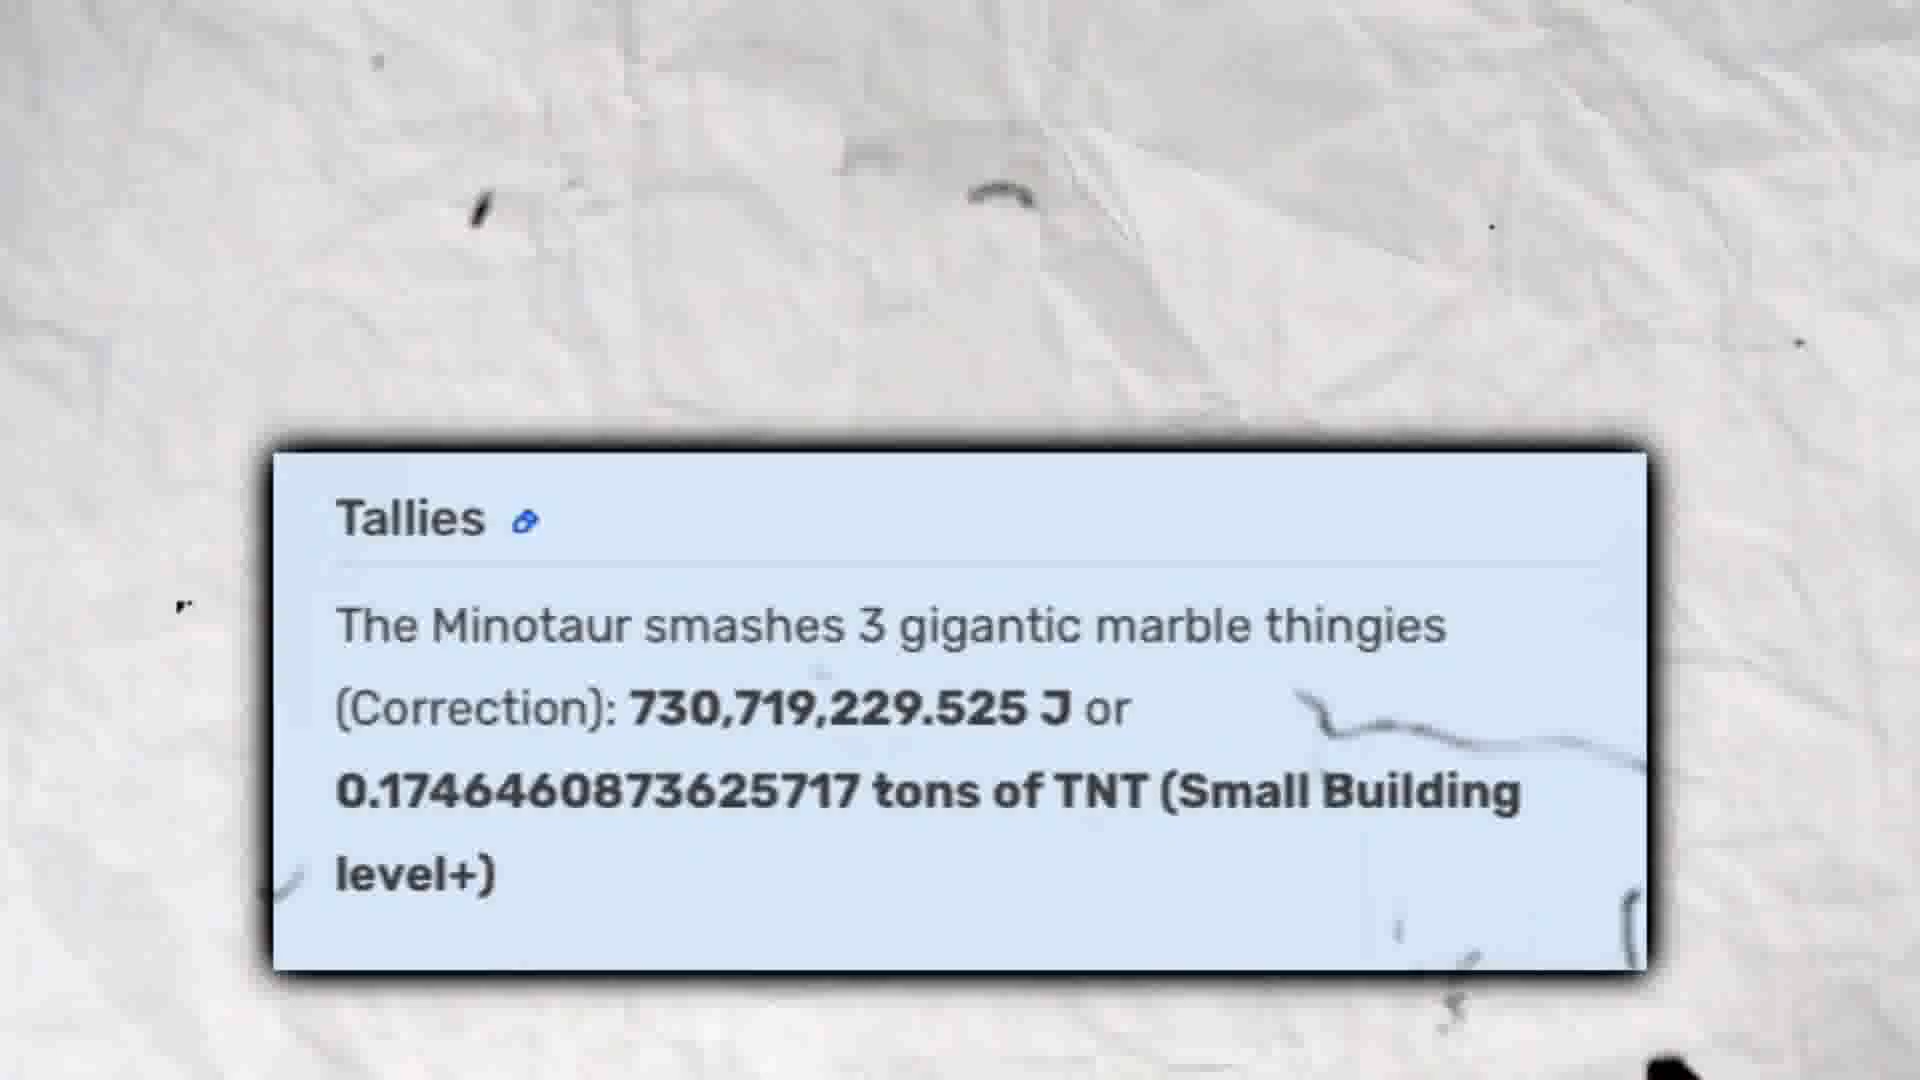 Tallies
The Minotaur smashes 3 gigantic marble thingies
(Correction): 730,719,229.525 J or
0.1746460873625717 tons of TNT (Small Building
level+)